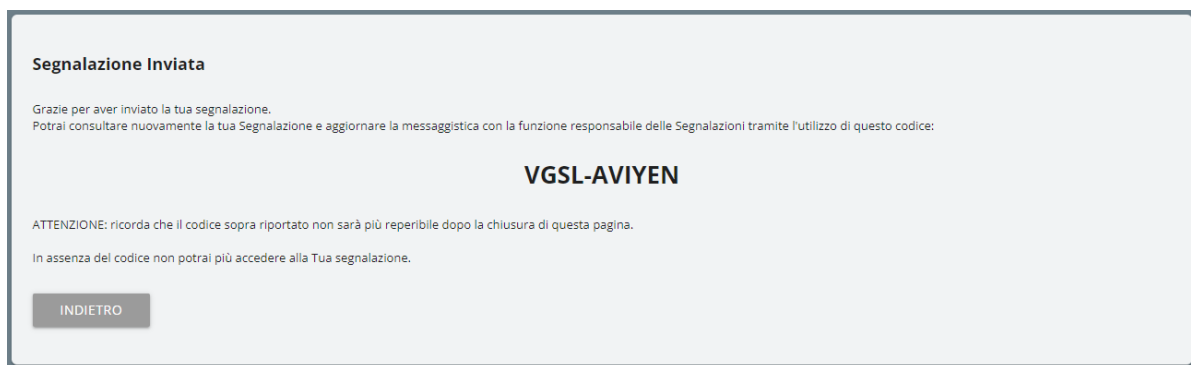 Segnalazione Inviata
Grazie per aver inviato la tua segnalazione.
Potrai consultare nuovamente la tua Segnalazione e aggiornare la messaggistica con la funzione responsabile delle Segnalazioni tramite l'utilizzo di questo codice:
VGSL-AVIYEN
ATTENZIONE: ricorda che il codice sopra riportato non sarà più reperibile dopo la chiusura di questa pagina.
In assenza del codice non potrai più accedere alla Tua segnalazione.
INDIETRO